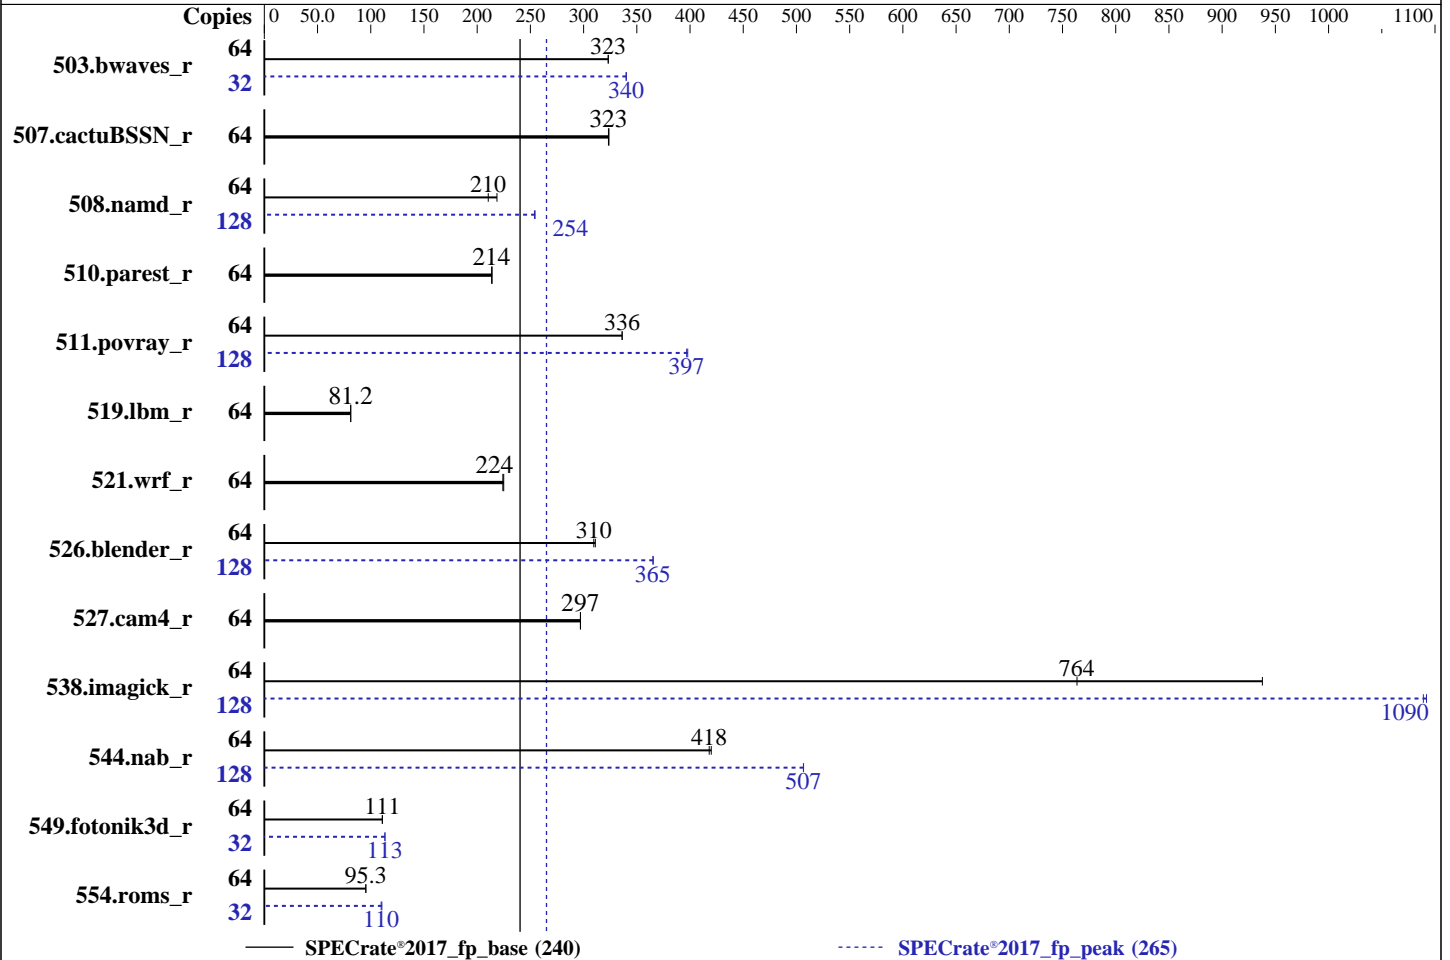 Copies 0 50.0 100 150 200 250 300 350 400 450 500 550 600 650 700 750 800 850 900 950 1000 1100
503.bwaves_r 64 323
32 340
507.cactuBSSN_r 64 323
508.namd_r 64 210
128 254
510.parest_r 64 214
511.povray_r 64 336
128 397
519.lbm_r 64 81.2
521.wrf_r 64 224
526.blender_r 64 310
128 365
527.cam4_r 64 297
538.imagick_r 64 764
128 1090
544.nab_r 64 418
128 507
549.fotonik3d_r 64 111
32 113
554.roms_r 64 95.3
32 110
SPECrate®2017_fp_base (240) SPECrate®2017_fp_peak (265)